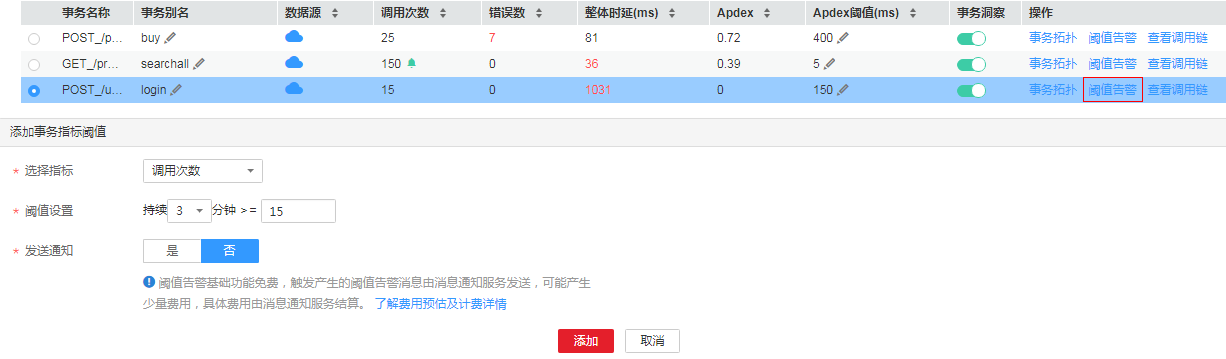 事务名称 事务别名 数据源 调用次数 错误数 整体时延(ms) Apdex Apdex阈值(ms) 事务洞察 操作
POST_/p... buy 25 7 81 0.72 400 事务拓扑 阈值告警 查看调用链
GET_/pr... searchall 150 0 36 0.39 5 事务拓扑 阈值告警 查看调用链
POST_/u... login 15 0 1031 0 150 事务拓扑 阈值告警 查看调用链
添加事务指标阈值
* 选择指标 调用次数
* 阈值设置 持续 3 分钟 >= 15
* 发送通知 是 否
阈值告警基础功能免费，触发产生的阈值告警消息由消息通知服务发送，可能产生
少量费用，具体费用由消息通知服务结算。 了解费用预估及计费详情
添加 取消